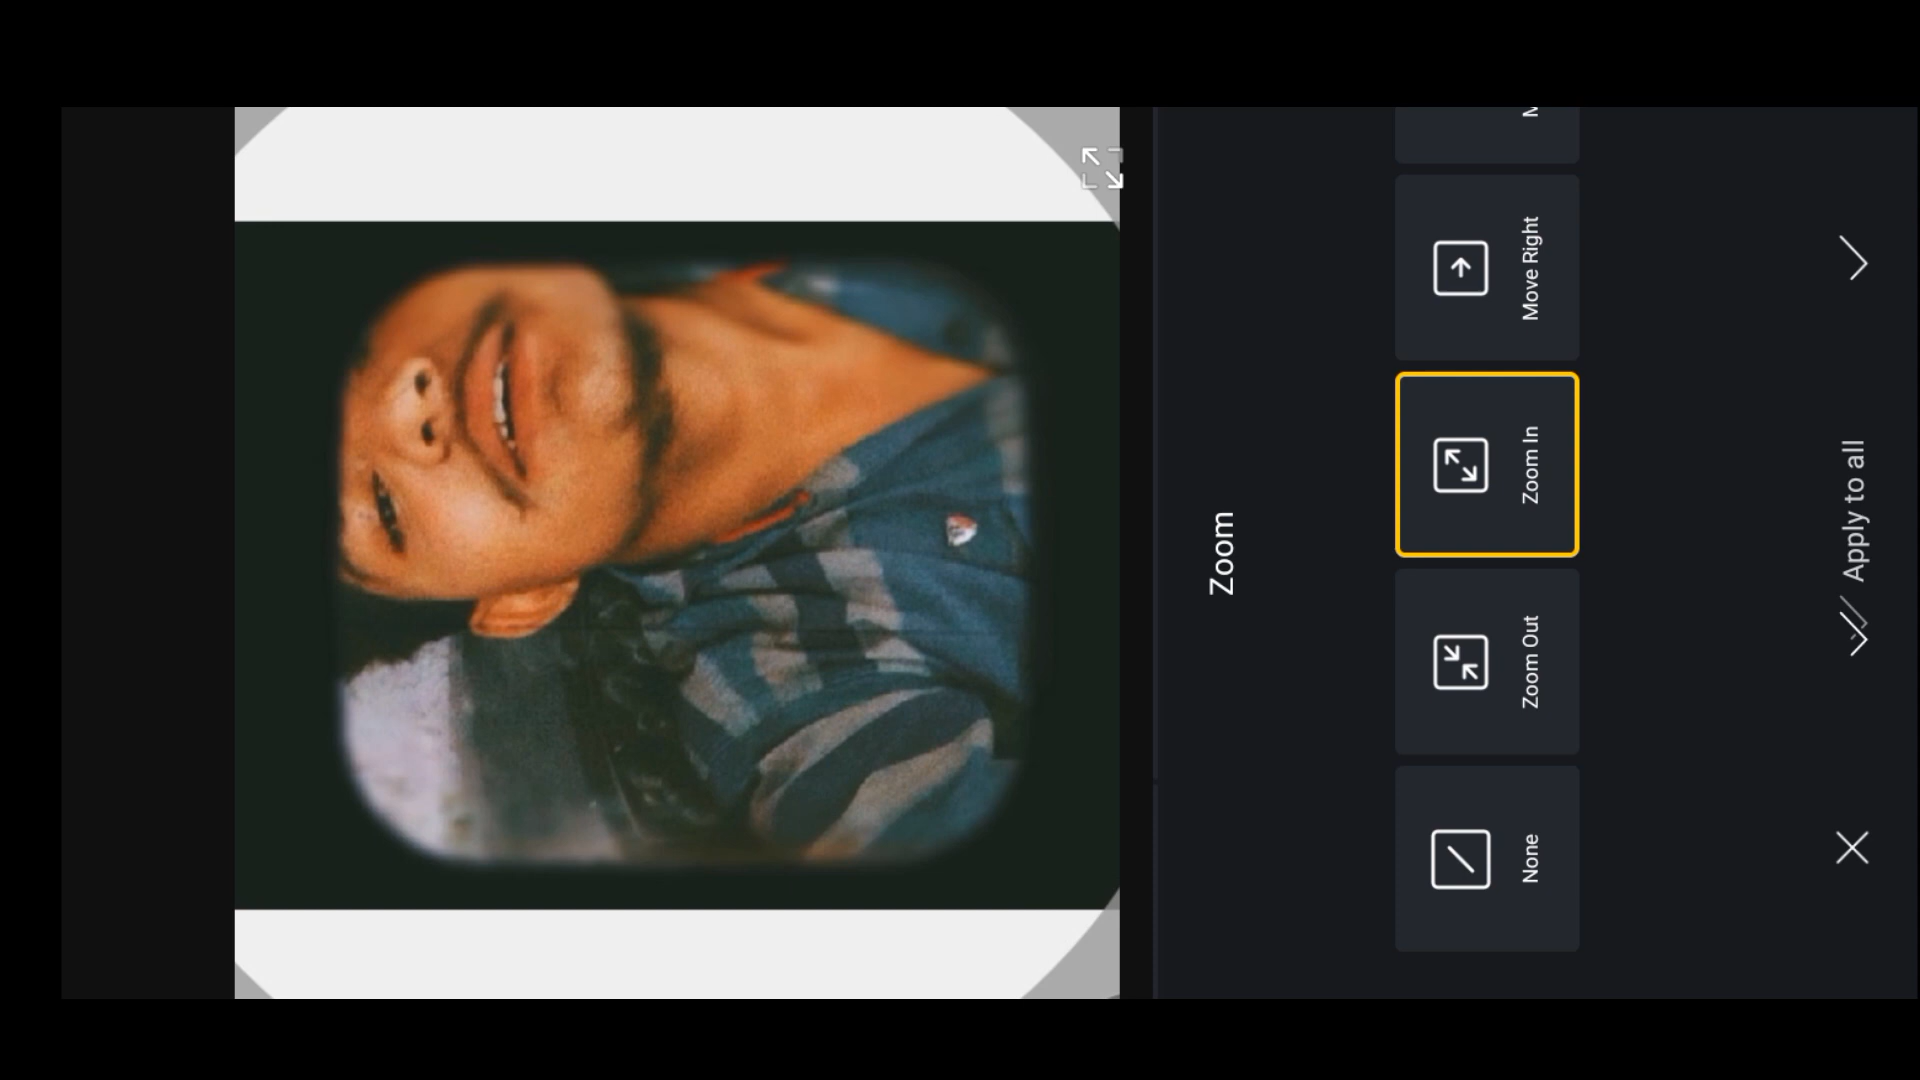 Zoom
None
Zoom Out
Zoom In
Move Right
Apply to all